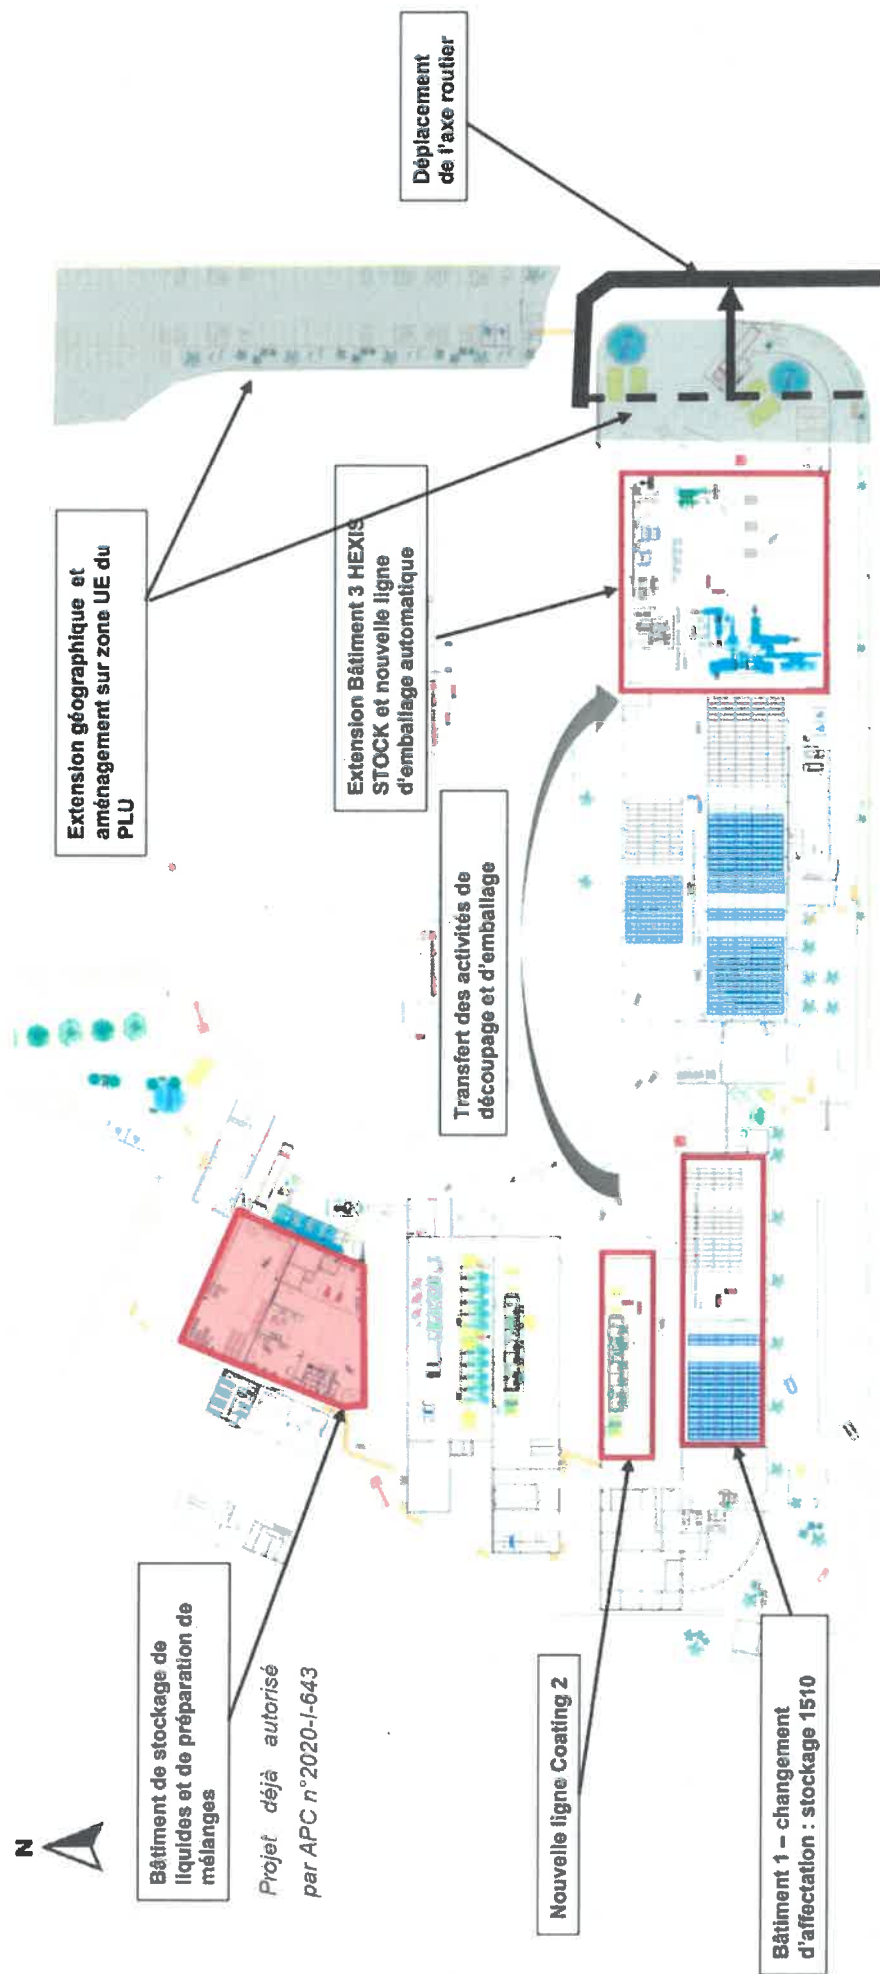 N
Bâtiment de stockage de
liquides et de préparation de
mélanges
Projet déjà autorisé
par APC n°2020-I-643
Nouvelle ligne Coating 2
Bâtiment 1 – changement
d'affectation : stockage 1510
Transfert des activités de
découpage et d'emballage
Extension géographique et
aménagement sur zone UE du
PLU
Extension Bâtiment 3 HEXIS
STOCK et nouvelle ligne
d'emballage automatique
Déplacement
de l'axe routier